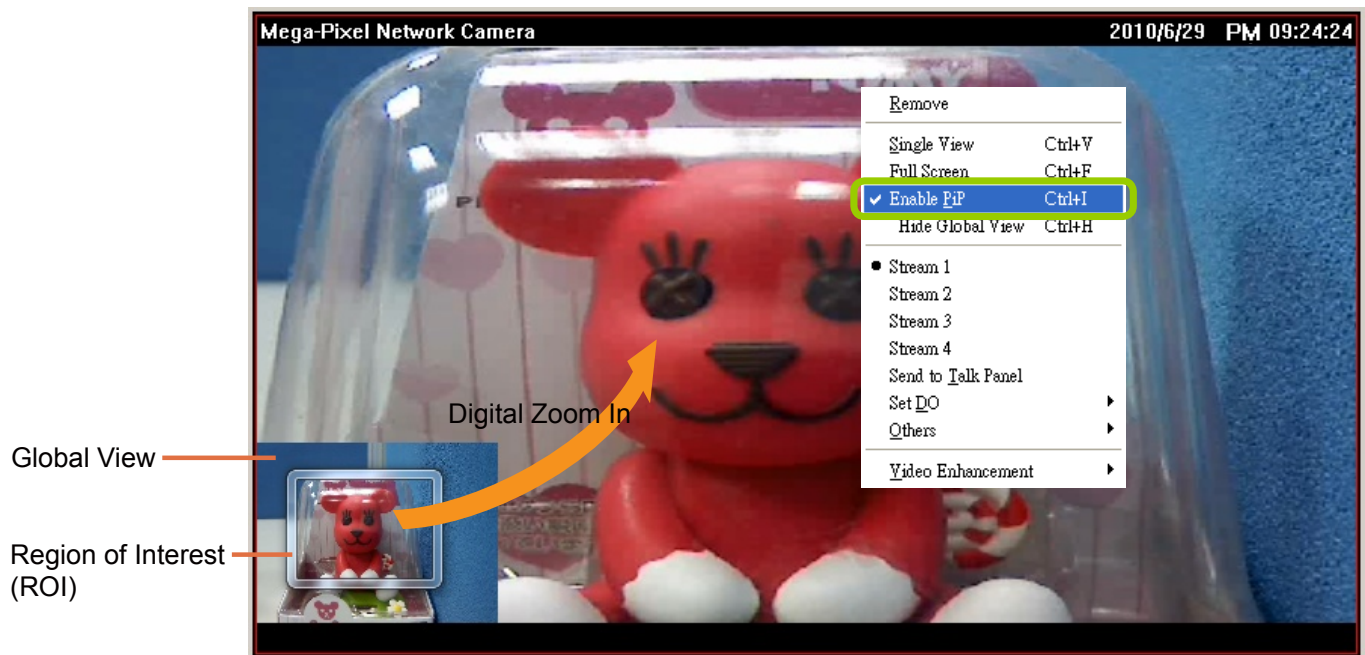 Mega-Pixel Network Camera
2010/6/29 PM 09:24:24
Remove
Single View Ctrl+V
Full Screen Ctrl+F
Enable PiP Ctrl+I
Hide Global View Ctrl+H
Stream 1
Stream 2
Stream 3
Stream 4
Send to Talk Panel
Set DO
Others
Video Enhancement
Digital Zoom In
Global View
Region of Interest
(ROI)